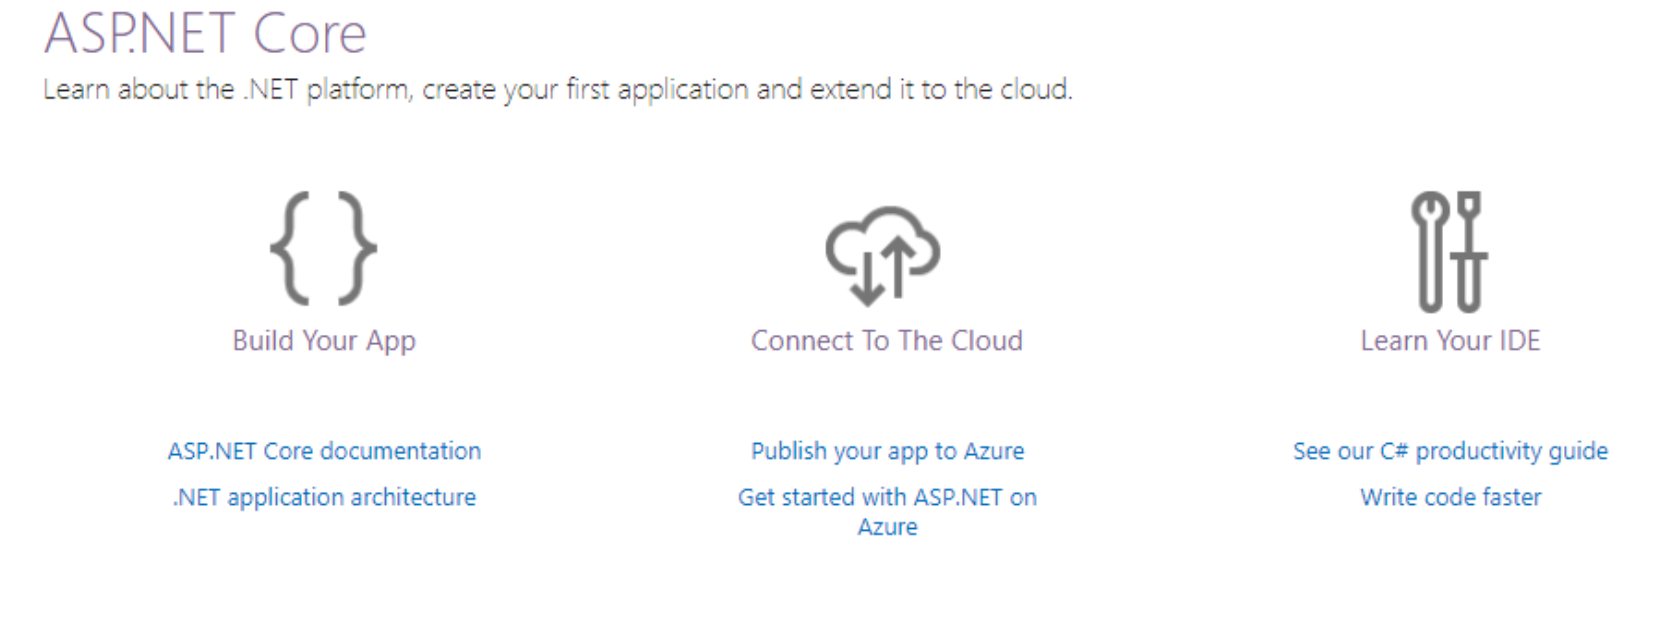 ASP.NET Core
Learn about the .NET platform, create your first application and extend it to the cloud.
Build Your App
Connect To The Cloud
Learn Your IDE
ASP.NET Core documentation
Publish your app to Azure
See our C# productivity guide
.NET application architecture
Get started with ASP.NET on
Azure
Write code faster